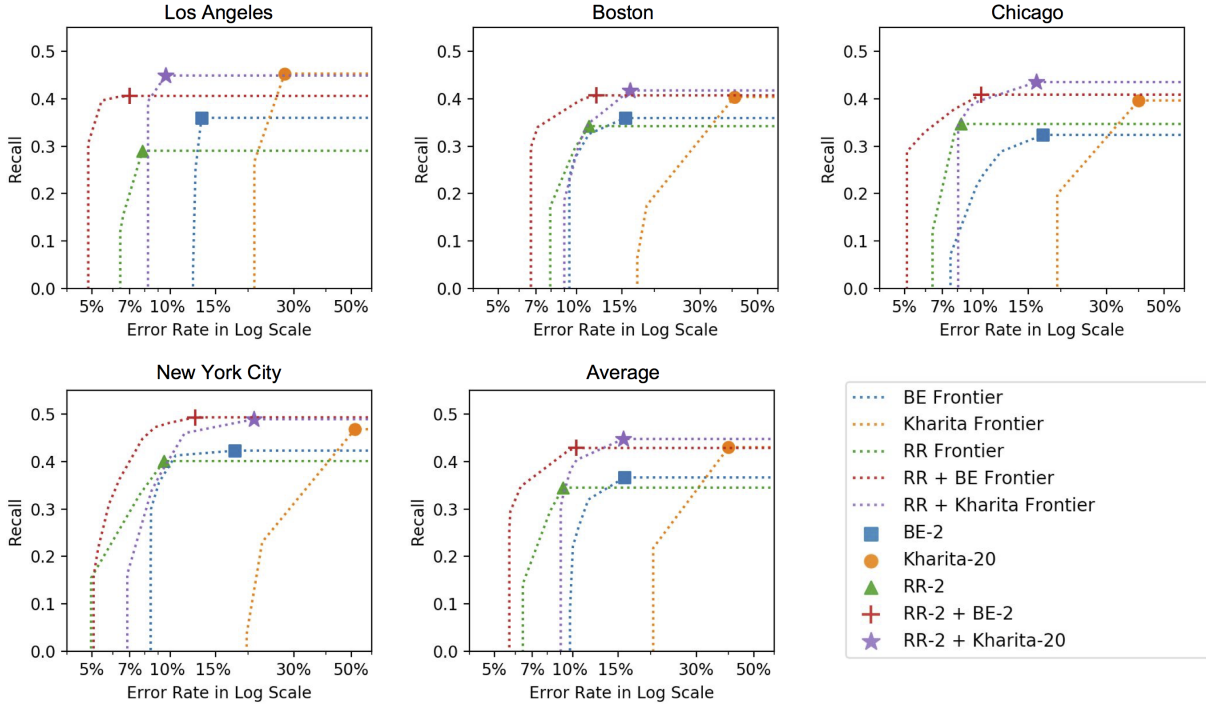 Los Angeles
Boston
Chicago
0.5
0.4
0.3
0.2
0.1
0.0
Recall
5% 7% 10% 15% 30% 50%
Error Rate in Log Scale
0.5
0.4
0.3
0.2
0.1
0.0
Recall
5% 7% 10% 15% 30% 50%
Error Rate in Log Scale
0.5
0.4
0.3
0.2
0.1
0.0
Recall
5% 7% 10% 15% 30% 50%
Error Rate in Log Scale
New York City
Average
0.5
0.4
0.3
0.2
0.1
0.0
Recall
5% 7% 10% 15% 30% 50%
Error Rate in Log Scale
0.5
0.4
0.3
0.2
0.1
0.0
Recall
5% 7% 10% 15% 30% 50%
Error Rate in Log Scale
BE Frontier
Kharita Frontier
RR Frontier
RR + BE Frontier
RR + Kharita Frontier
BE-2
Kharita-20
RR-2
RR-2 + BE-2
RR-2 + Kharita-20